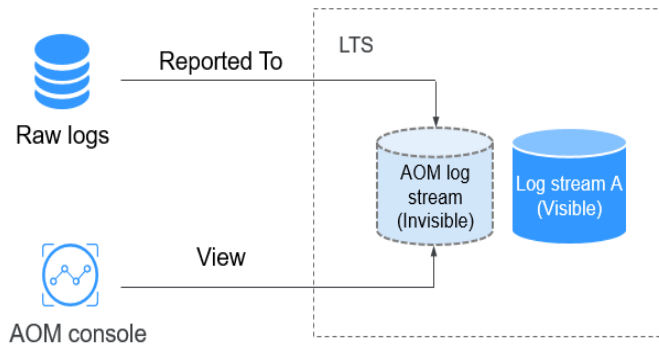 Reported To
LTS
Raw logs
AOM log
stream
(Invisible)
Log stream A
(Visible)
View
AOM console